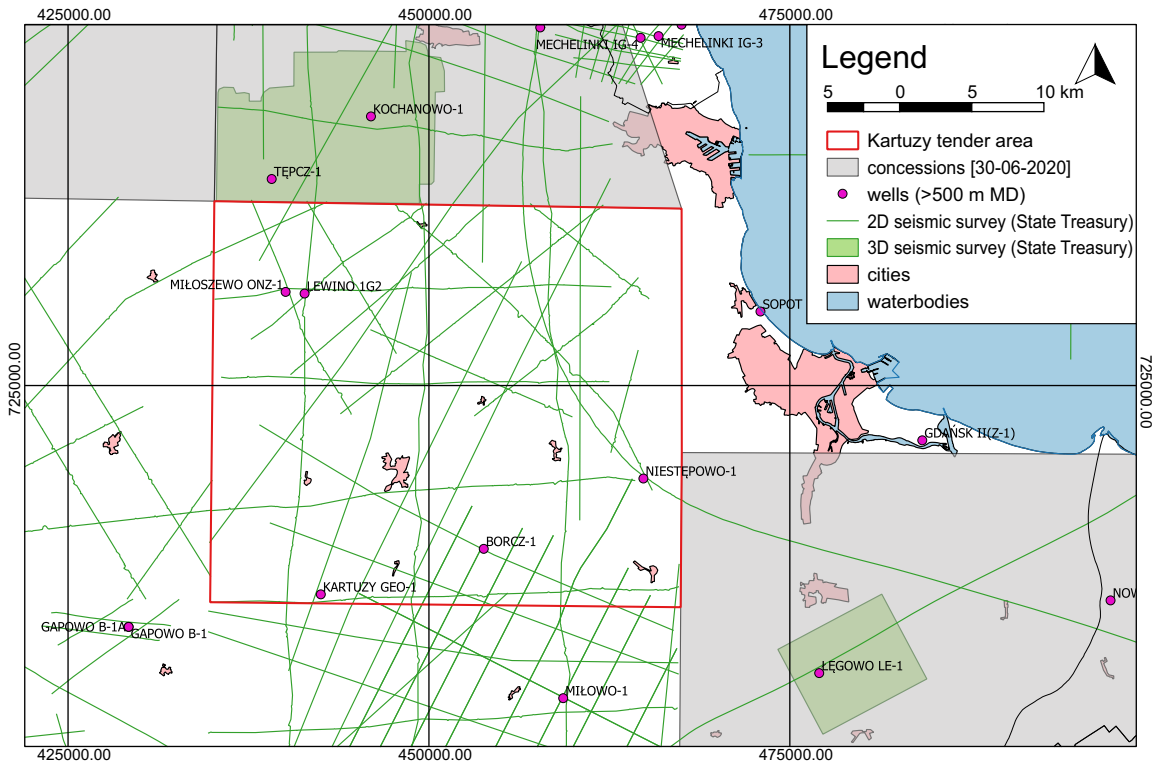 425000.00
450000.00
475000.00
MECHELINKI IG-4
MECHELINKI IG-3
Legend
5
0
5
10 km
Kartuzy tender area
concessions [30-06-2020]
wells (>500 m MD)
2D seismic survey (State Treasury)
3D seismic survey (State Treasury)
cities
waterbodies
KOCHANOWO-1
TĘPCZ-1
MIŁOSZEWO ONZ-1
LEWINO 1G2
SOPOT
725000.00
725000.00
GDAŃSK II(Z-1)
NIESTĘPOWO-1
BORCZ-1
KARTUZY GEO-1
GAPOWO B-1A
GAPOWO B-1
ŁĘGOWO LE-1
MIŁOWO-1
425000.00
450000.00
475000.00